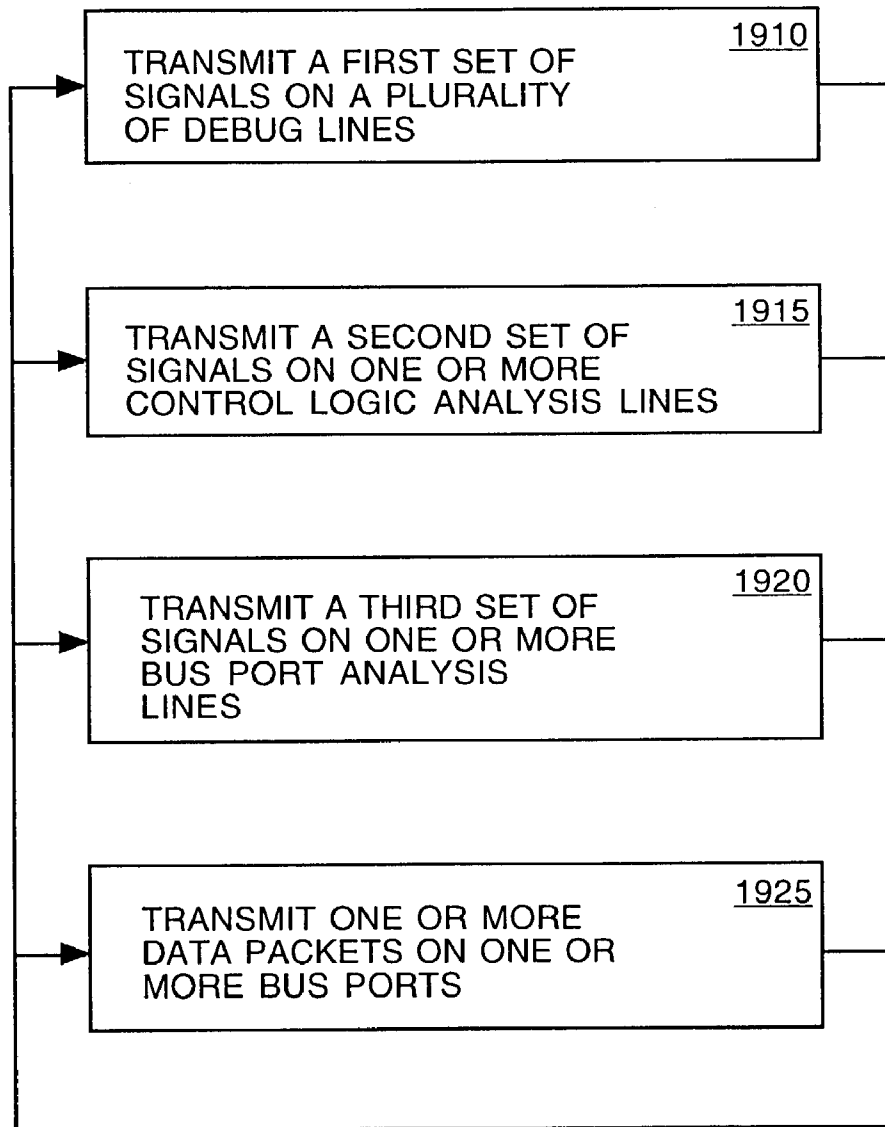 1910
TRANSMIT A FIRST SET OF
SIGNALS ON A PLURALITY
OF DEBUG LINES
1915
TRANSMIT A SECOND SET OF
SIGNALS ON ONE OR MORE
CONTROL LOGIC ANALYSIS LINES
1920
TRANSMIT A THIRD SET OF
SIGNALS ON ONE OR MORE
BUS PORT ANALYSIS
LINES
1925
TRANSMIT ONE OR MORE
DATA PACKETS ON ONE OR
MORE BUS PORTS